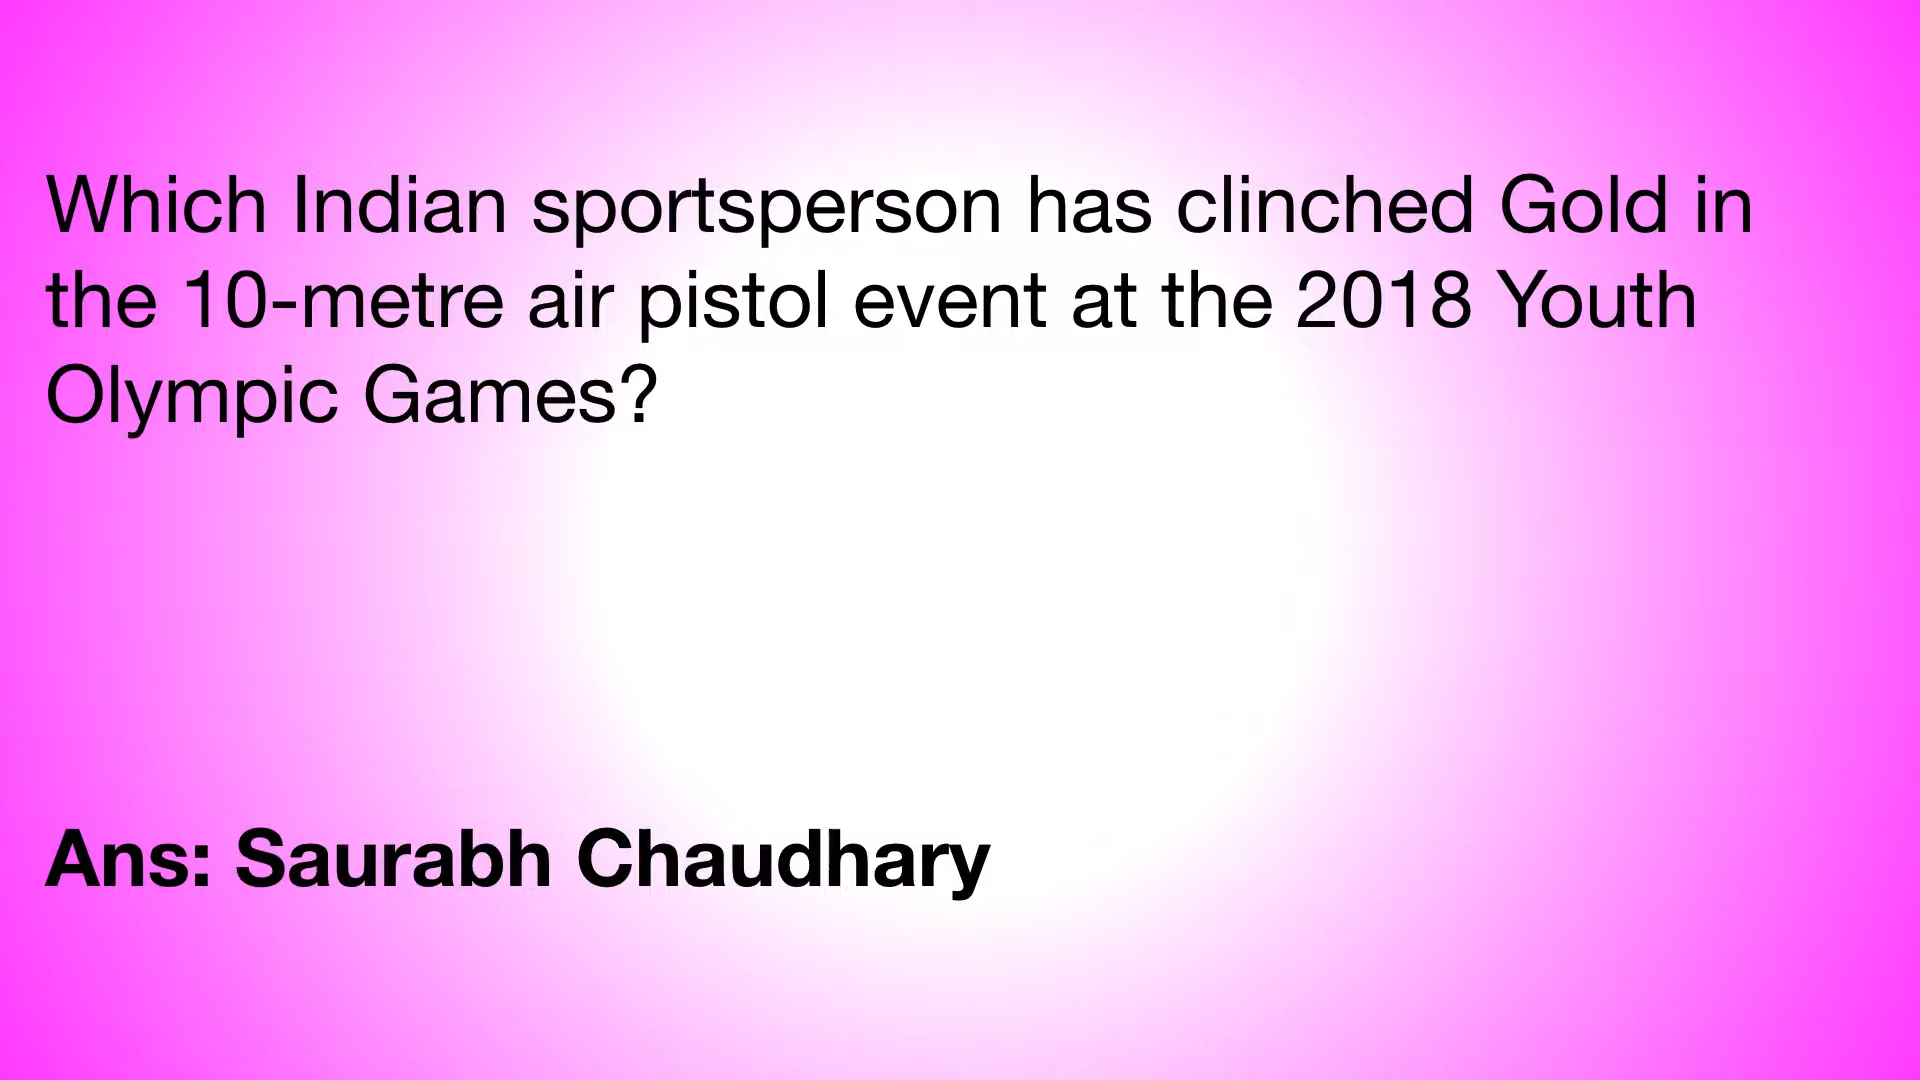 Which Indian sportsperson has clinched Gold in
the 10-metre air pistol event at the 2018 Youth
Olympic Games?
Ans: Saurabh Chaudhary